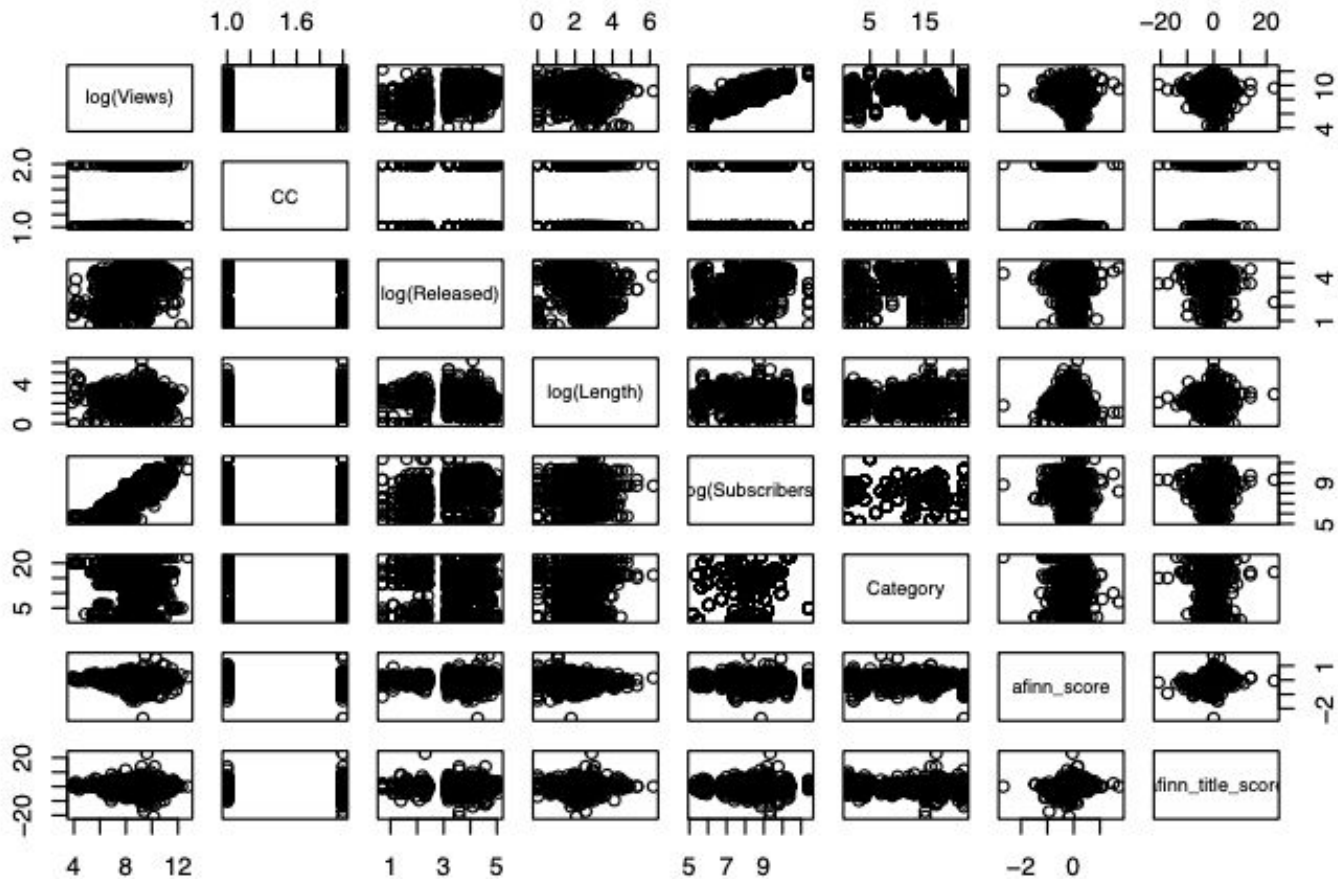 1.0 1.6 0 2 4 6 5 15 -20 0 20
log(Views) 4 10
1.0 2.0 CC
log(Released) 1 4
0 4 log(Length)
og(Subscribers 5 9
5 20 Category
afinn_score -2 1
-20 20 finn_title_score
4 8 12 1 3 5 5 7 9 -2 0